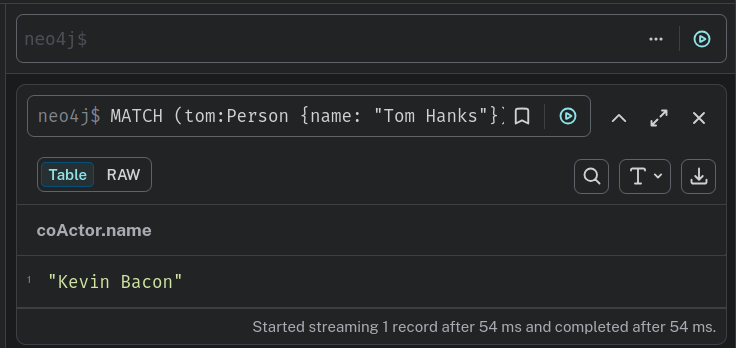 neo4j$
neo4j$ MATCH (tom:Person {name: "Tom Hanks"})
Table RAW
T
coActor.name
1 "Kevin Bacon"
Started streaming 1 record after 54 ms and completed after 54 ms.